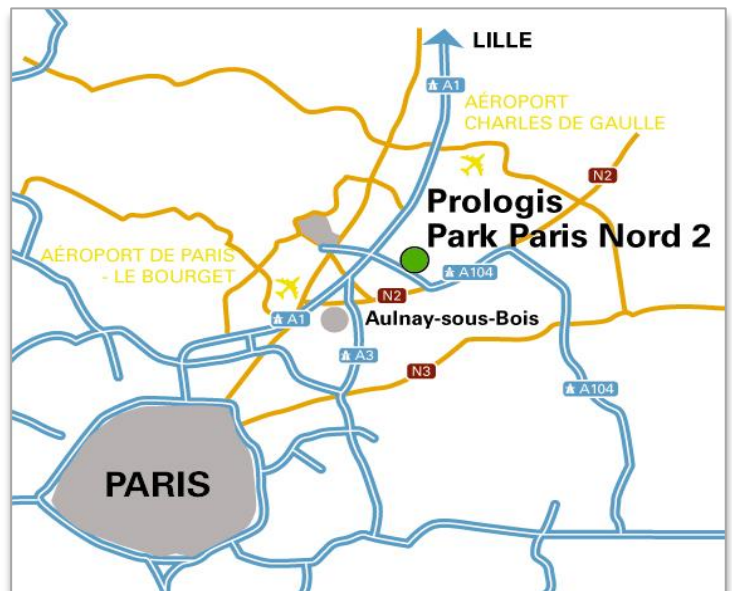 LILLE
A1
AÉROPORT
CHARLES DE GAULLE
N2
Prologis
Park Paris Nord 2
AÉROPORT DE PARIS
- LE BOURGET
A104
N2
A1
Aulnay-sous-Bois
A3
N3
A104
PARIS